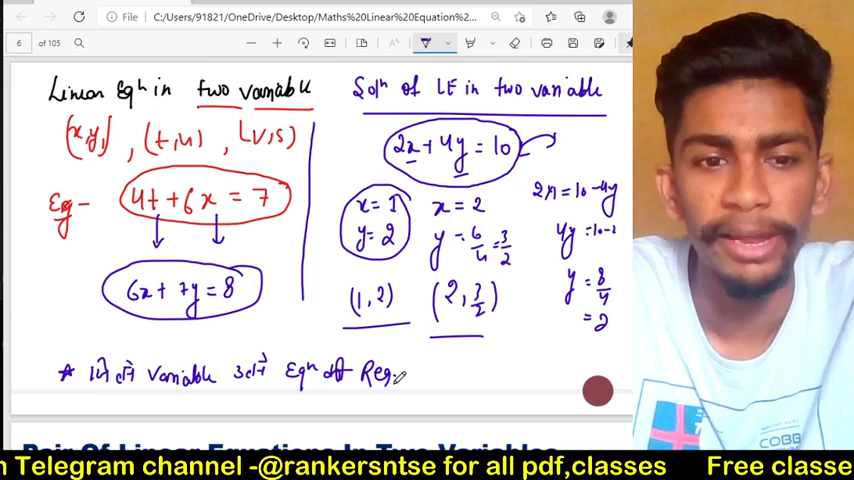 File
C:/Users/91821/OneDrive/Desktop/Maths%20Linear%20Equation%2C...
6 of 105
Linear Eqn in two variable
(x,y), (t,u), (v,s)
Eg- 4t+6x=7
6x+7y=8
Soln of LE in two variable
2x+4y=10
x=1
y=2
(1,2)
x=2
y=6/4=3/2
(2,3/2)
2x=10-4y
4y=10-2
y=8/4
=2
* variable Eqn
Pair Of Linear Equations In Two Variables
n Telegram channel -@rankersntse for all pdf,classes Free classe